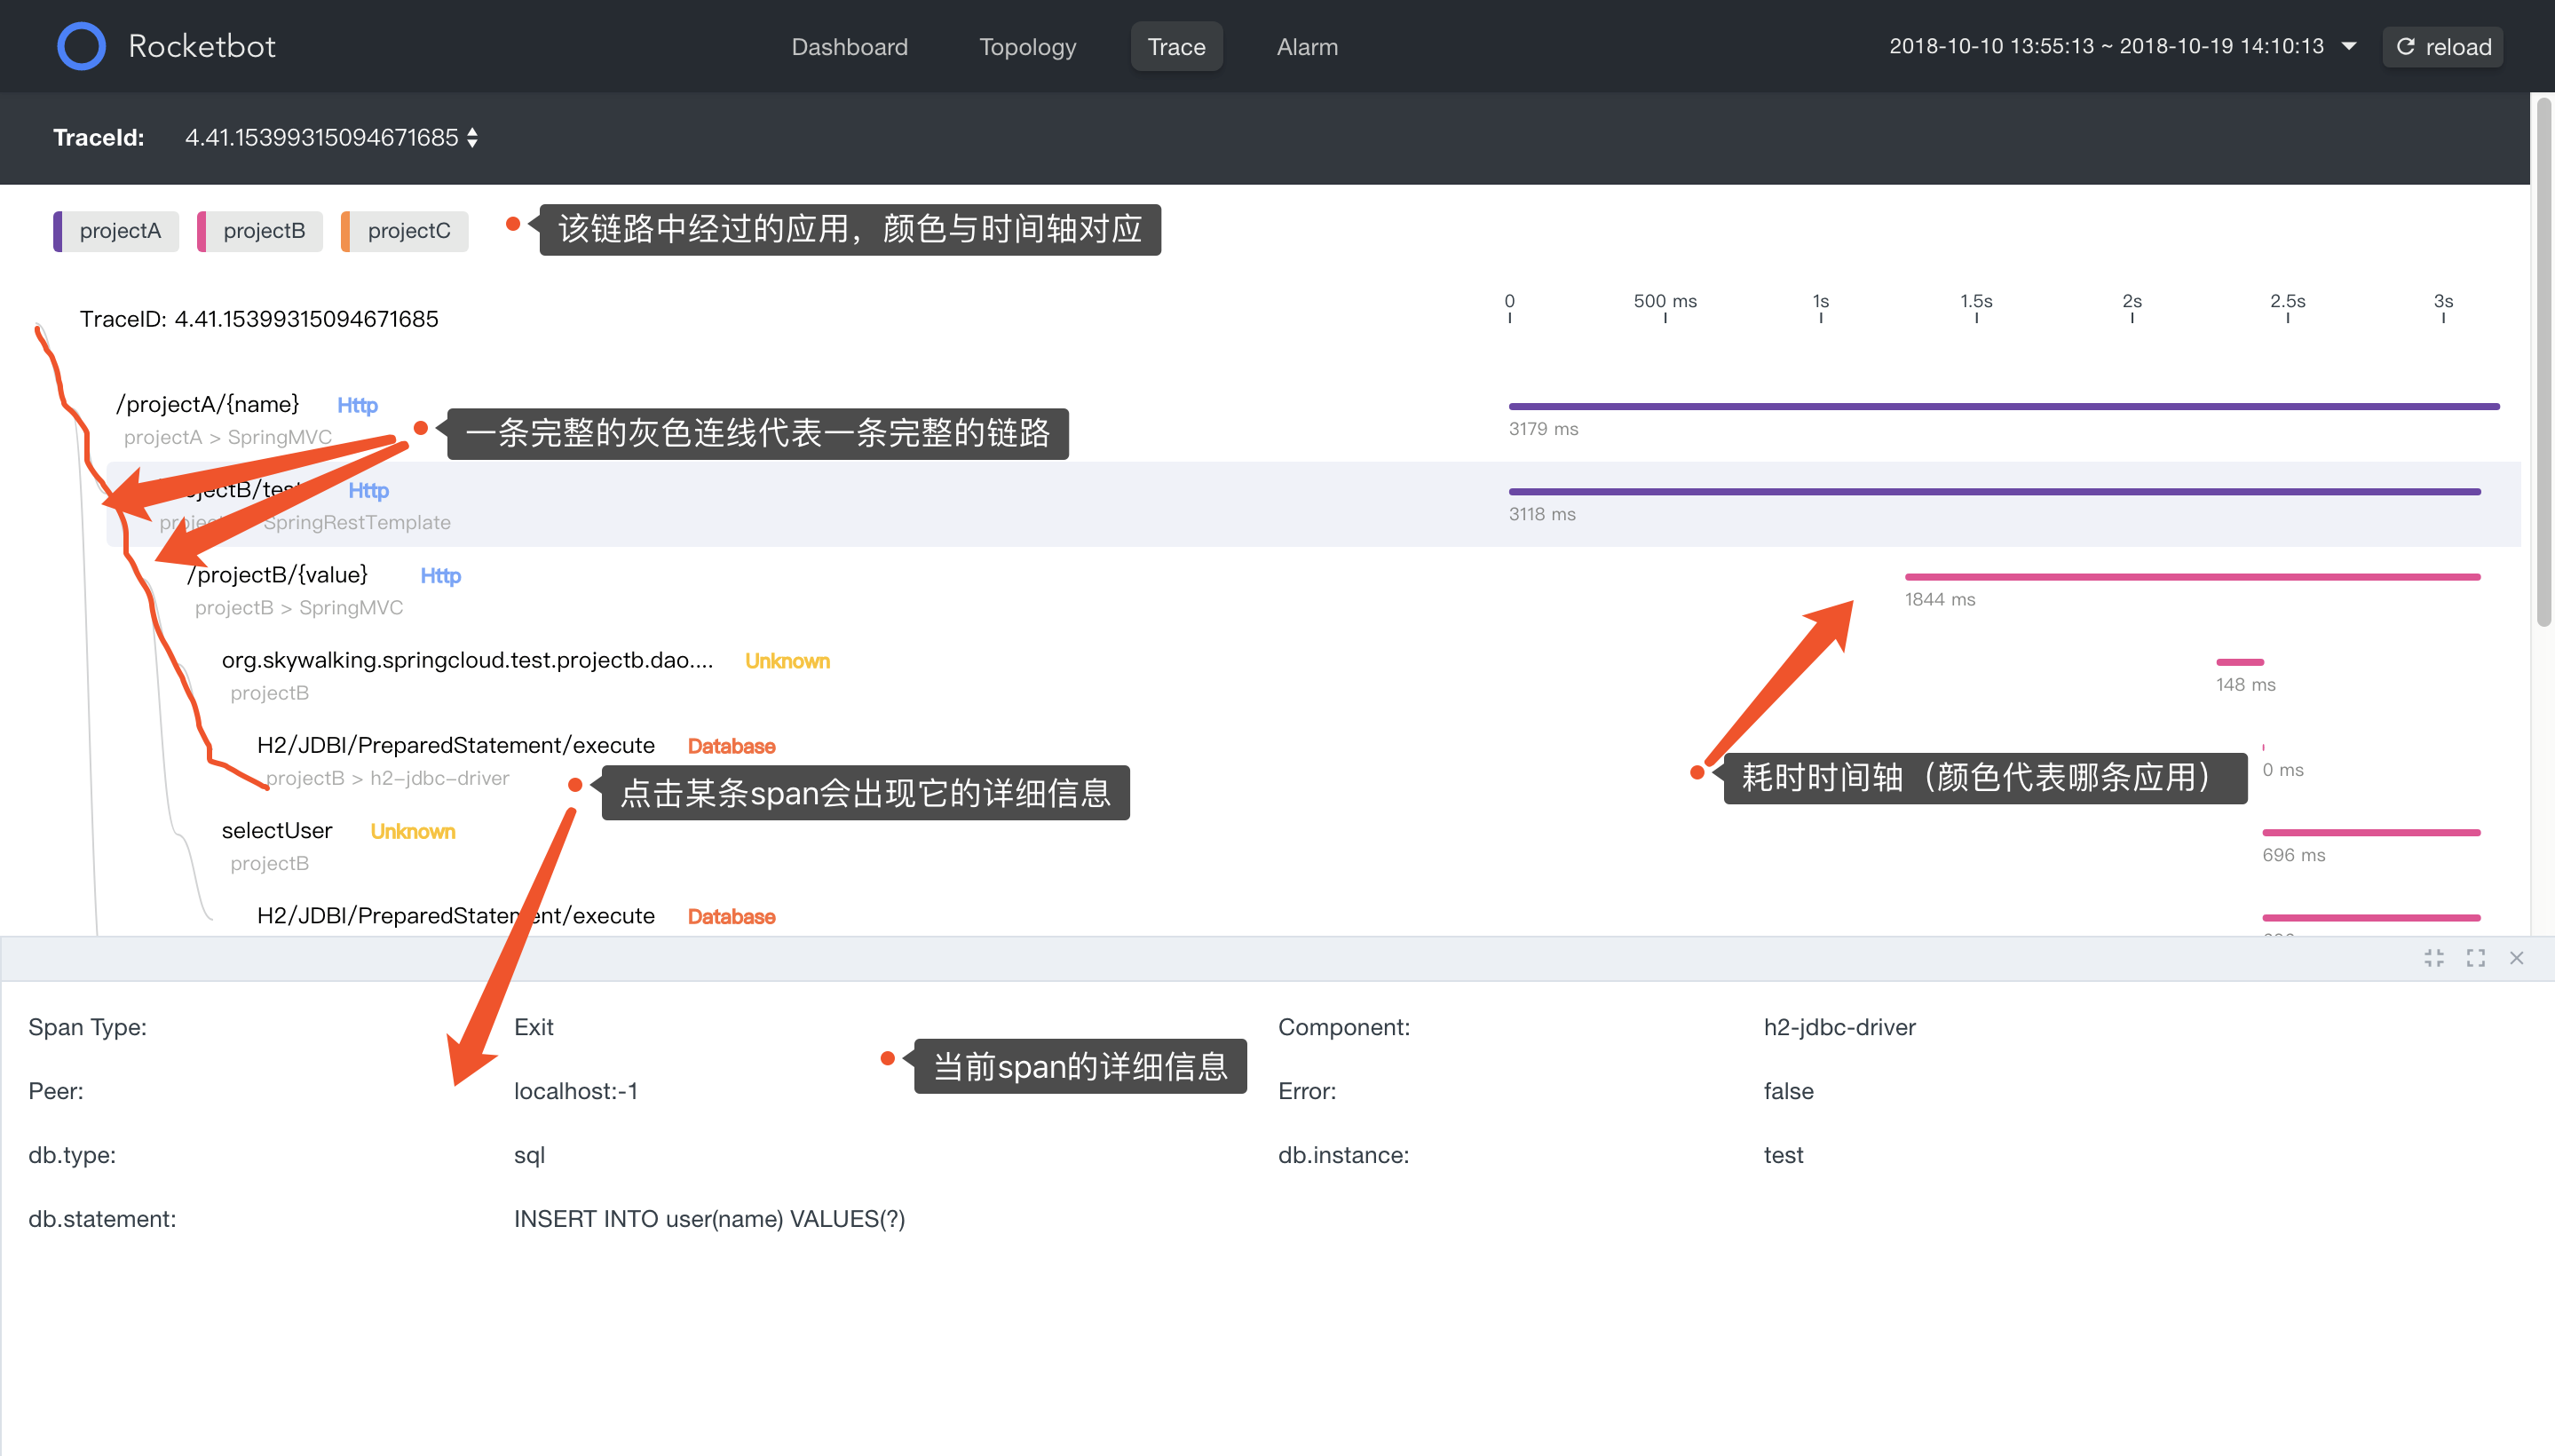 Rocketbot
Dashboard
Topology
Trace
Alarm
2018-10-10 13:55:13 ~ 2018-10-19 14:10:13
reload
TraceId: 4.41.15399315094671685
projectA
projectB
projectC
该链路中经过的应用，颜色与时间轴对应
TraceID: 4.41.15399315094671685
0 500 ms 1s 1.5s 2s 2.5s 3s
/projectA/{name} Http
projectA > SpringMVC
3179 ms
一条完整的灰色连线代表一条完整的链路
Http
SpringRestTemplate
3118 ms
/projectB/{value} Http
projectB > SpringMVC
1844 ms
org.skywalking.springcloud.test.projectb.dao.... Unknown
projectB
148 ms
H2/JDBI/PreparedStatement/execute Database
projectB > h2-jdbc-driver
0 ms
点击某条span会出现它的详细信息
耗时时间轴（颜色代表哪条应用）
selectUser Unknown
projectB
696 ms
H2/JDBI/PreparedStatement/execute Database
Span Type: Exit Component: h2-jdbc-driver
当前span的详细信息
Peer: localhost:-1 Error: false
db.type: sql db.instance: test
db.statement: INSERT INTO user(name) VALUES(?)